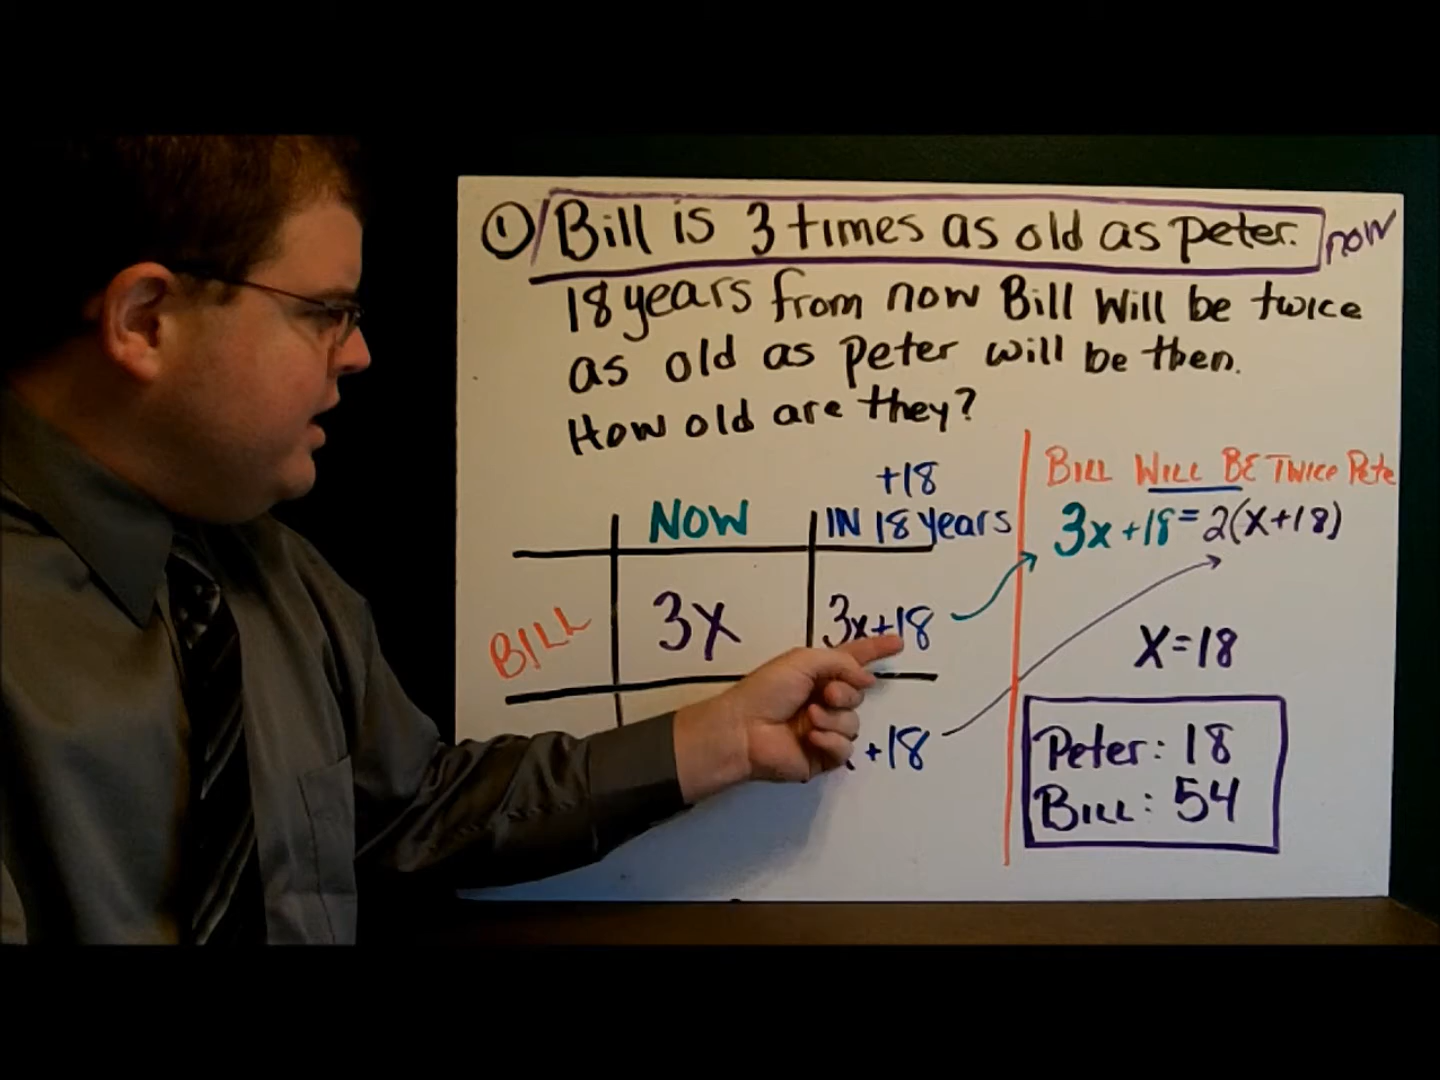 ① Bill is 3 times as old as Peter. now
18 years from now Bill Will be twice
as old as Peter will be then.
How old are they?
+18
NOW IN 18 years
BILL 3x 3x+18
+18
BILL WILL BE TWICE Pete
3x+18=2(x+18)
X=18
Peter: 18
BILL: 54